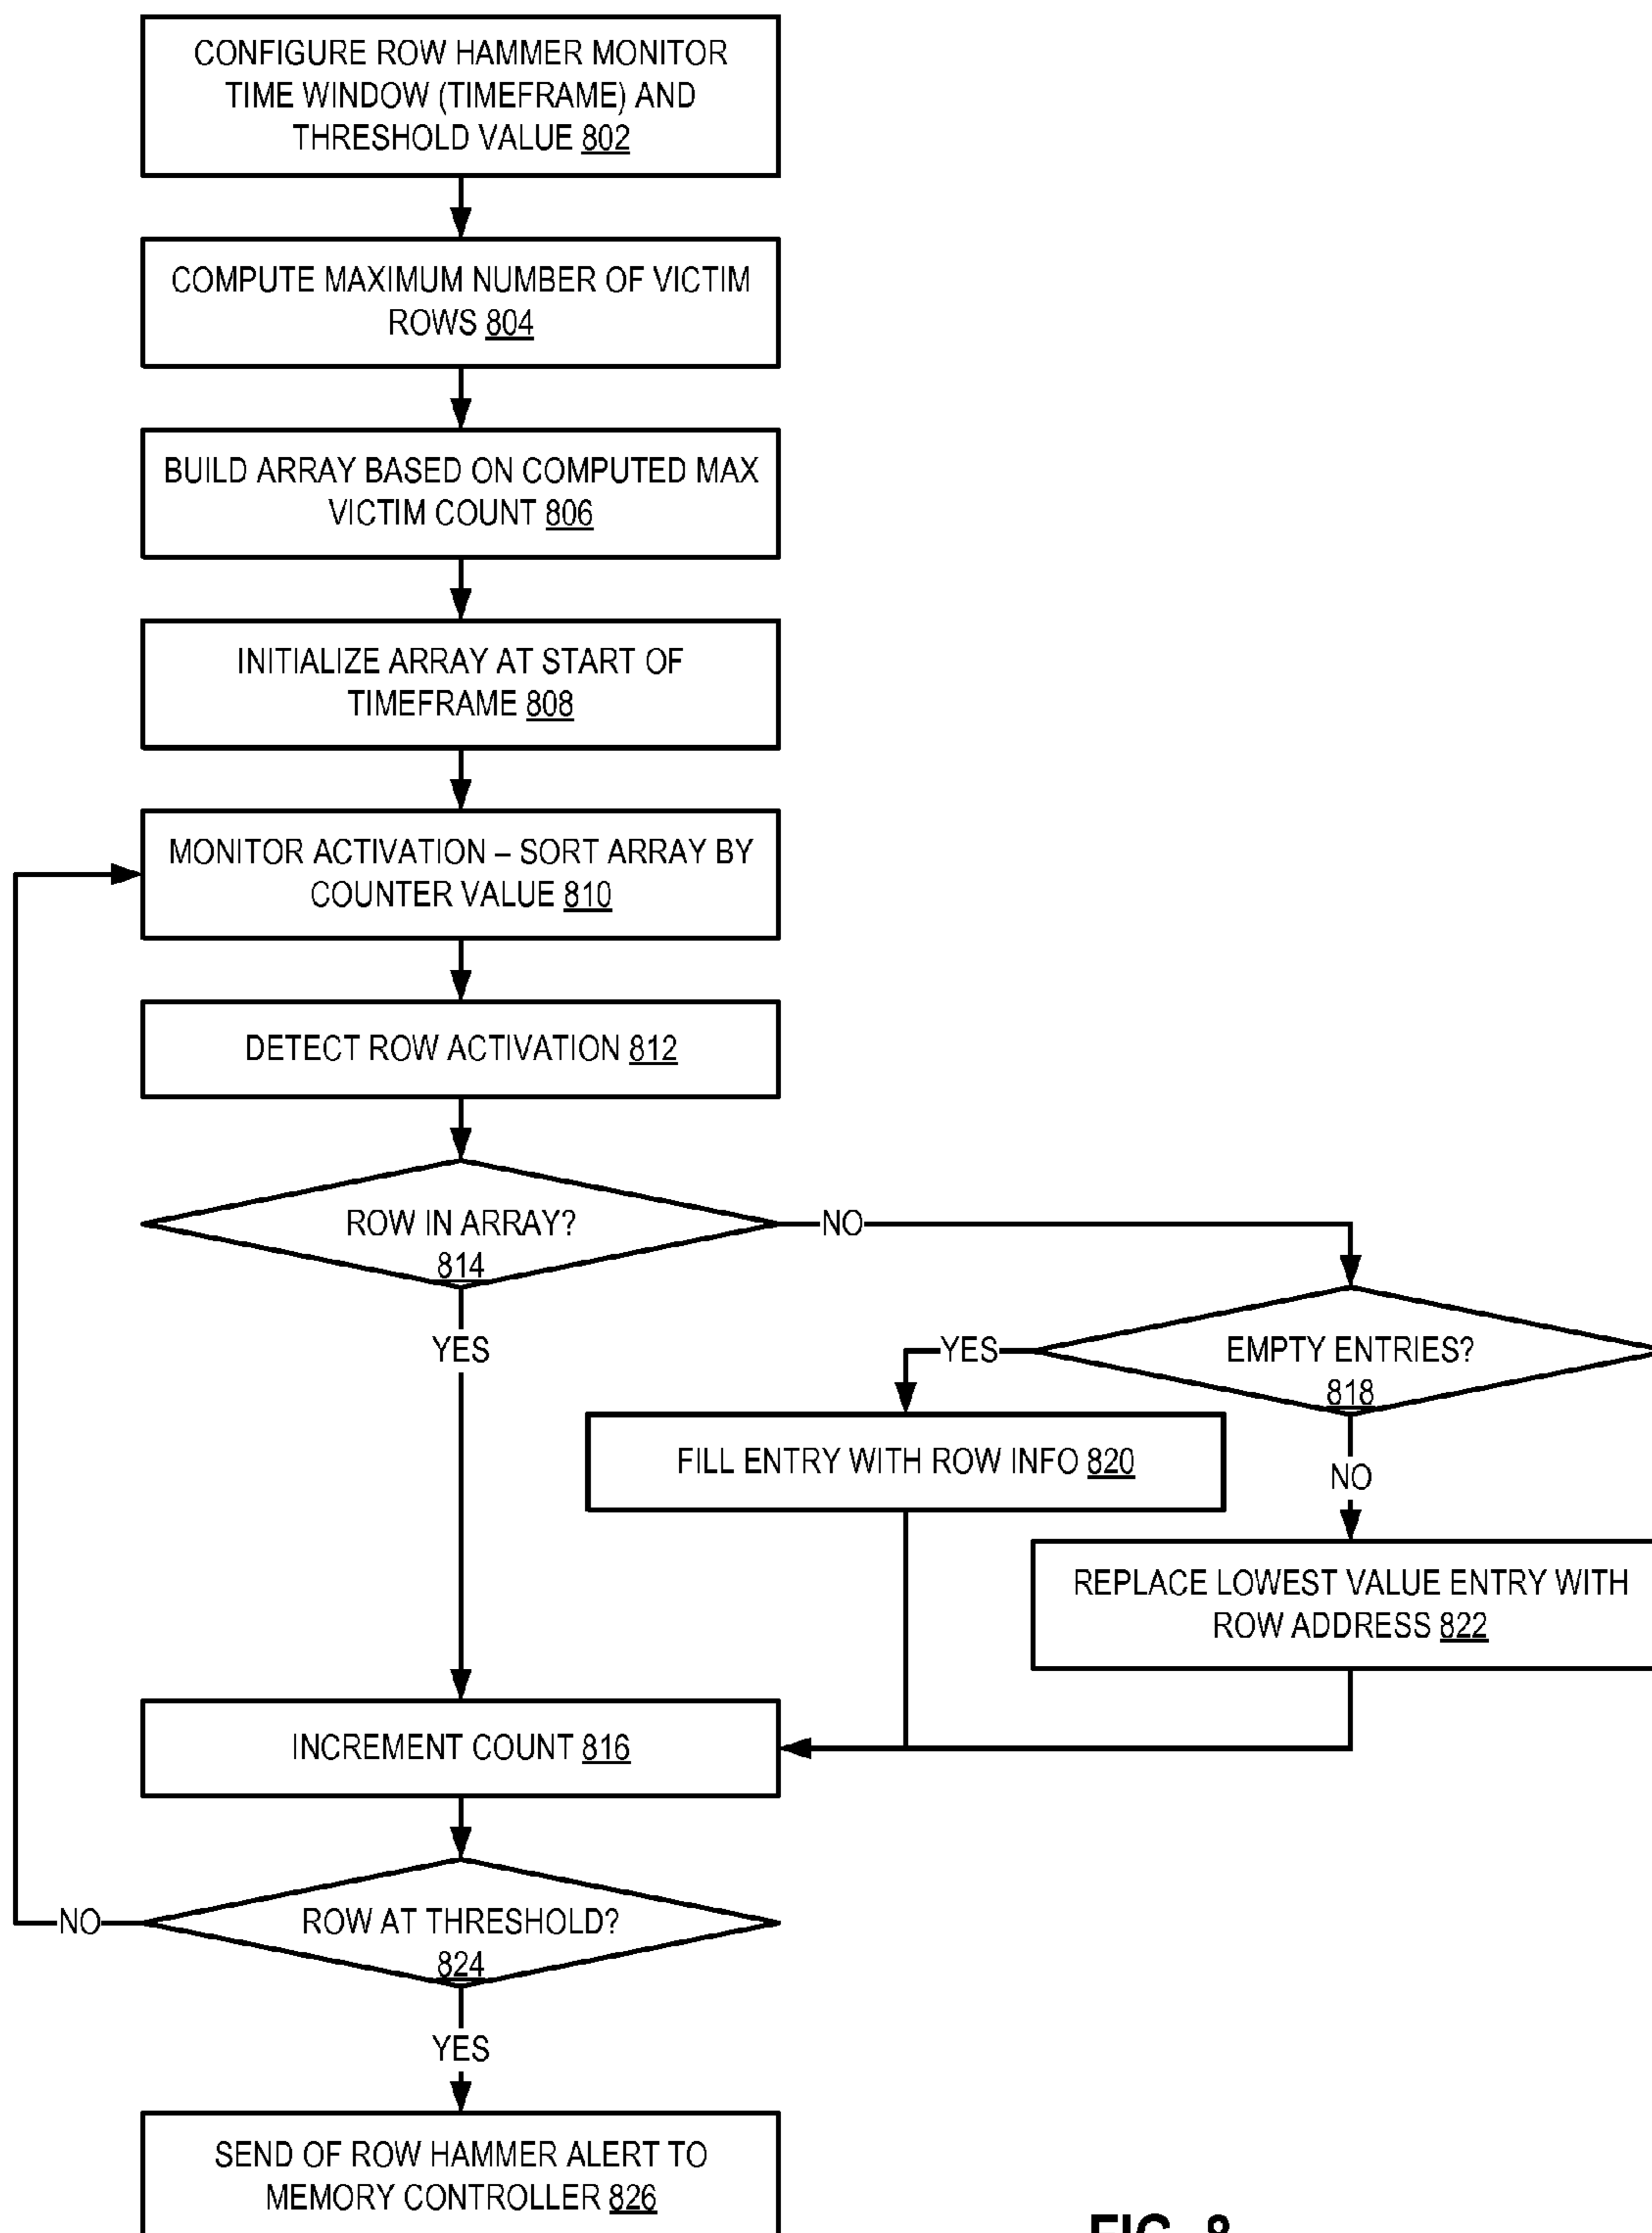 CONFIGURE ROW HAMMER MONITOR
TIME WINDOW (TIMEFRAME) AND
THRESHOLD VALUE 802
COMPUTE MAXIMUM NUMBER OF VICTIM
ROWS 804
BUILD ARRAY BASED ON COMPUTED MAX
VICTIM COUNT 806
INITIALIZE ARRAY AT START OF
TIMEFRAME 808
MONITOR ACTIVATION – SORT ARRAY BY
COUNTER VALUE 810
DETECT ROW ACTIVATION 812
ROW IN ARRAY?
814
NO
YES
EMPTY ENTRIES?
818
YES
FILL ENTRY WITH ROW INFO 820
NO
REPLACE LOWEST VALUE ENTRY WITH
ROW ADDRESS 822
INCREMENT COUNT 816
ROW AT THRESHOLD?
824
NO
YES
SEND OF ROW HAMMER ALERT TO
MEMORY CONTROLLER 826
FIG. 8